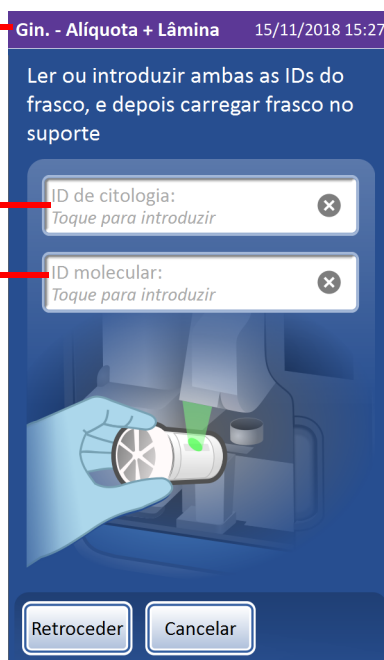 Gin. - Alíquota + Lâmina 15/11/2018 15:27
Ler ou introduzir ambas as IDs do
frasco, e depois carregar frasco no
suporte
ID de citologia:
Toque para introduzir
ID molecular:
Toque para introduzir
Retroceder Cancelar